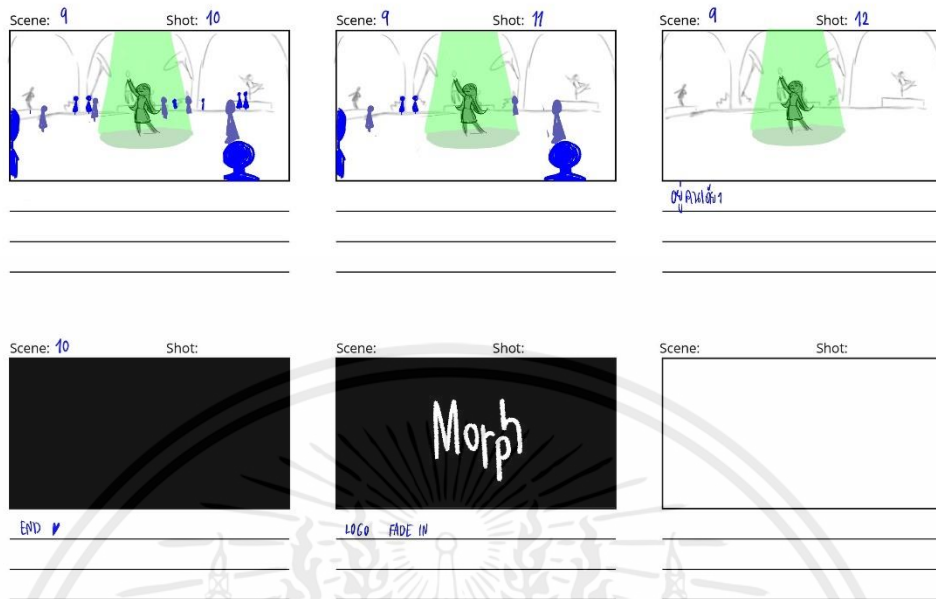 Scene: 9 Shot: 10
Scene: 9 Shot: 11
Scene: 9 Shot: 12
อยู่คนเดียว
Scene: 10 Shot:
Scene: Shot:
Scene: Shot:
Morph
END
LOGO FADE IN